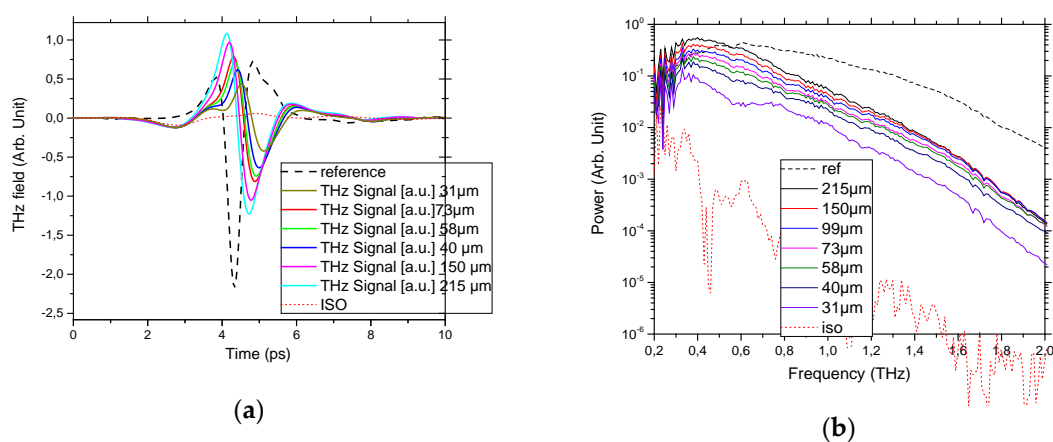 1,0
0,5
0,0
-0,5
-1,0
-1,5
-2,0
-2,5
THz field (Arb. Unit)
0 2 4 6 8 10
Time (ps)
reference
THz Signal [a.u.] 31µm
THz Signal [a.u.]73µm
THz Signal [a.u.] 58µm
THz Signal [a.u.] 40 µm
THz Signal [a.u.] 150 µm
THz Signal [a.u.] 215 µm
ISO
(a)
10^0
10^-1
10^-2
10^-3
10^-4
10^-5
10^-6
Power (Arb. Unit)
0,2 0,4 0,6 0,8 1,0 1,2 1,4 1,6 1,8 2,0
Frequency (THz)
ref
215µm
150µm
99µm
73µm
58µm
40µm
31µm
iso
(b)